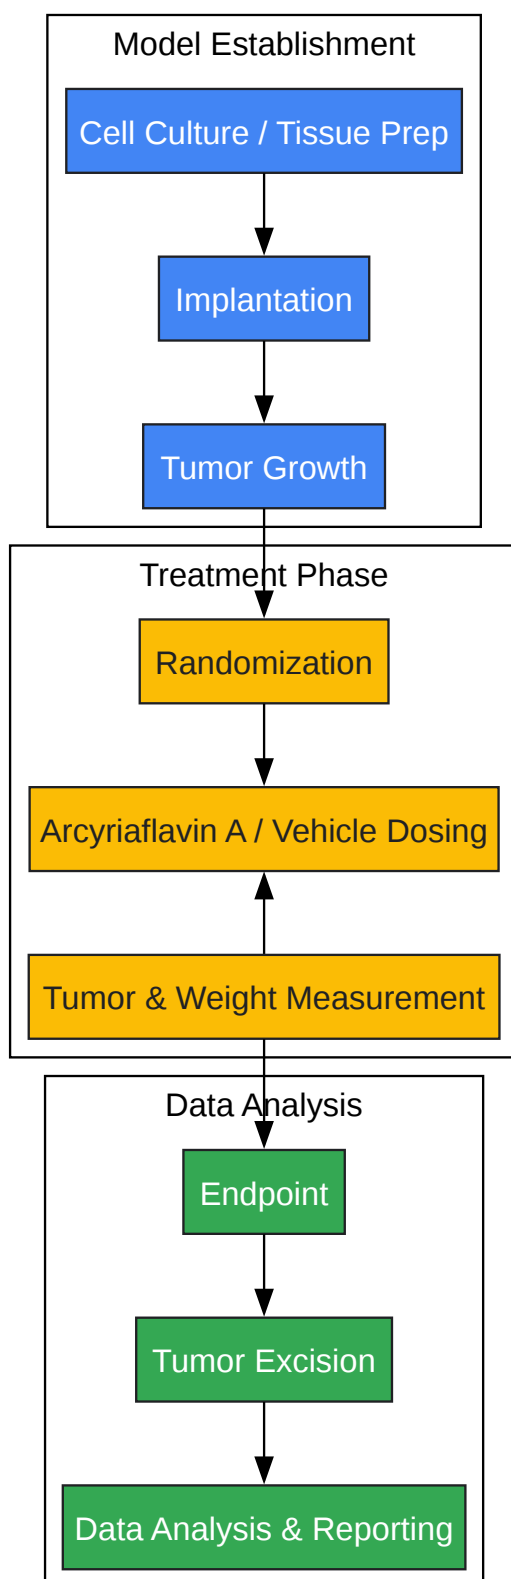 Model Establishment
Cell Culture / Tissue Prep
Implantation
Tumor Growth
Treatment Phase
Randomization
Arcyriaflavin A / Vehicle Dosing
Tumor & Weight Measurement
Data Analysis
Endpoint
Tumor Excision
Data Analysis & Reporting